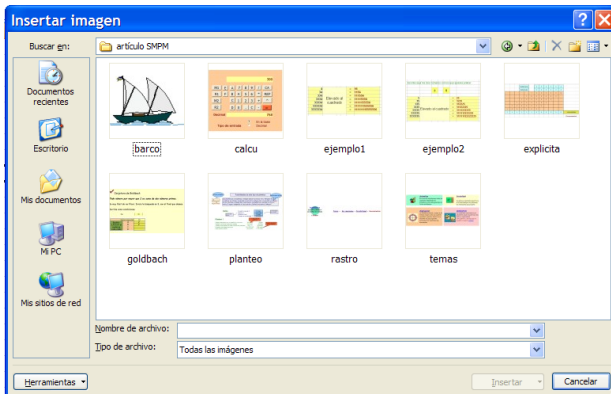 Insertar imagen
Buscar en:
artículo SMPM
Documentos
recientes
Escritorio
Mis documentos
Mi PC
Mis sitios de red
barco
calcu
ejemplo1
ejemplo2
explicita
goldbach
planteo
rastro
temas
Nombre de archivo:
Tipo de archivo:
Todas las imágenes
Herramientas
Insertar
Cancelar